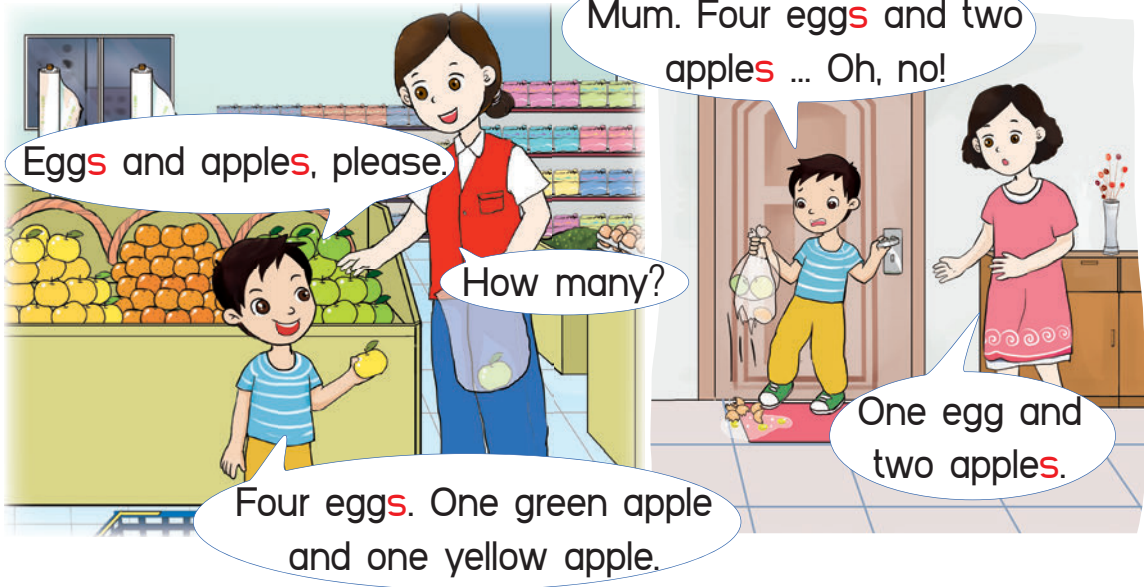 Eggs and apples, please.
How many?
Four eggs. One green apple
and one yellow apple.
Mum. Four eggs and two
apples ... Oh, no!
One egg and
two apples.